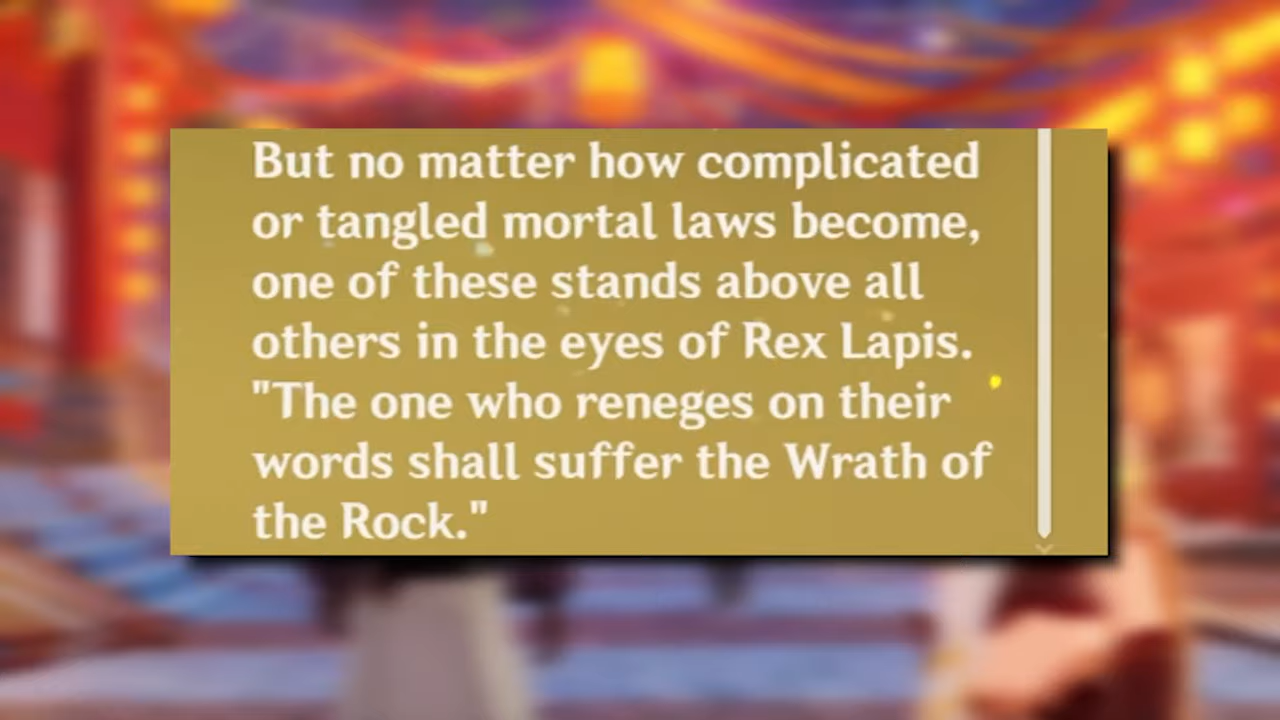 But no matter how complicated
or tangled mortal laws become,
one of these stands above all
others in the eyes of Rex Lapis.
"The one who reneges on their
words shall suffer the Wrath of
the Rock."